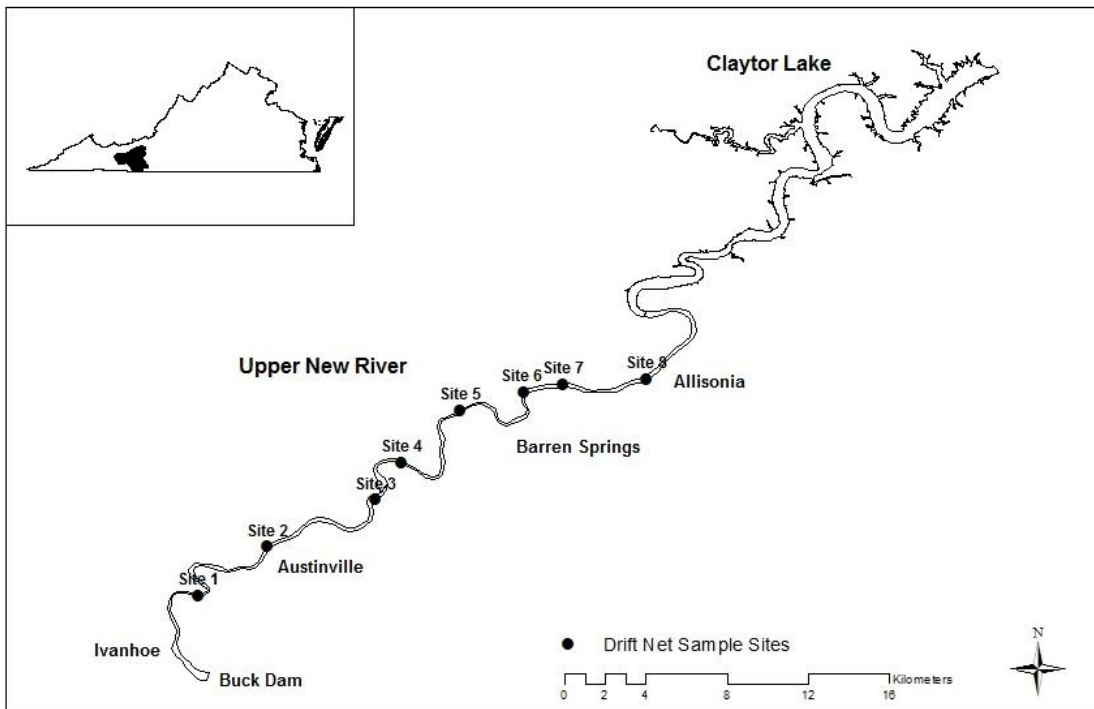 Claytor Lake
Upper New River
Site 8
Site 7
Site 6
Allisonia
Site 5
Barren Springs
Site 4
Site 3
Site 2
Austinville
Site 1
Ivanhoe
Buck Dam
Drift Net Sample Sites
N
Kilometers
0 2 4 8 12 16